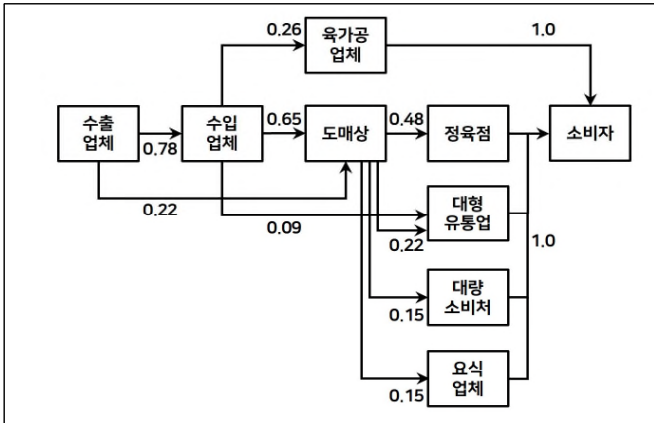 0.26
육가공
업체
1.0
수출
업체
0.78
수입
업체
0.65
도매상
0.48
정육점
소비자
0.22
0.09
대형
유통업
0.22
1.0
대량
소비처
0.15
요식
업체
0.15